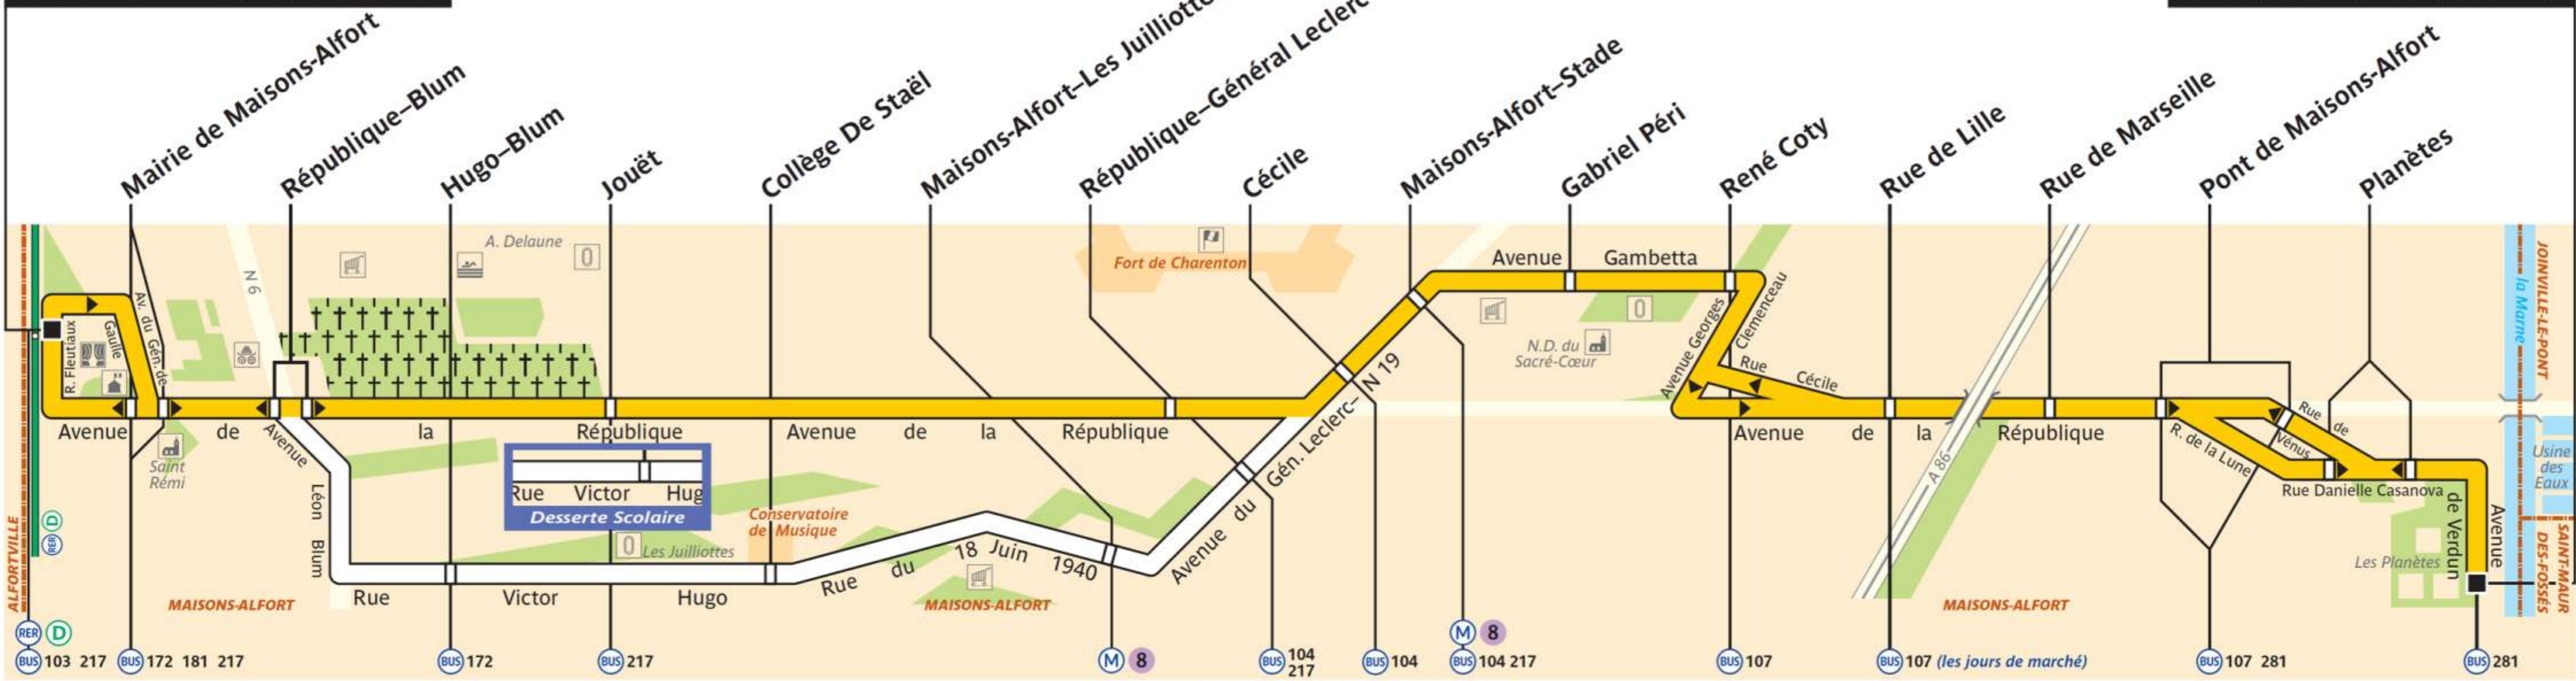 Mairie de Maisons-Alfort
République–Blum
Hugo–Blum
Jouët
Collège De Staël
Maisons-Alfort–Les Juilliottes
République–Général Leclerc
Cécile
Maisons-Alfort–Stade
Gabriel Péri
René Coty
Rue de Lille
Rue de Marseille
Pont de Maisons-Alfort
Planètes
A. Delaune
N 6
Fort de Charenton
Avenue Gambetta
JOINVILLE-LE-PONT
la Marne
R. Fleutiaux
Av. du Gén. de
Gaulle
N.D. du
Sacré-Cœur
Avenue Georges
Clemenceau
Rue Cécile
Avenue de la République
Avenue de la République
Avenue de la République
Saint
Rémi
Avenue
Léon Blum
Rue Victor Hug
Desserte Scolaire
Les Juilliottes
Conservatoire
de Musique
Rue Victor Hugo
Rue du 18 Juin 1940
Avenue du Gén. Leclerc–N 19
A 86
R. de la Lune
Rue de
Vénus
Rue Danielle Casanova
Avenue
de Verdun
Les Planètes
Usine
des
Eaux
SAINT-MAUR
DES-FOSSÉS
ALFORTVILLE
RER D
MAISONS-ALFORT
MAISONS-ALFORT
MAISONS-ALFORT
RER D
BUS 103 217
BUS 172 181 217
BUS 172
BUS 217
M 8
BUS 104
217
BUS 104
M 8
BUS 104 217
BUS 107
BUS 107 (les jours de marché)
BUS 107 281
BUS 281